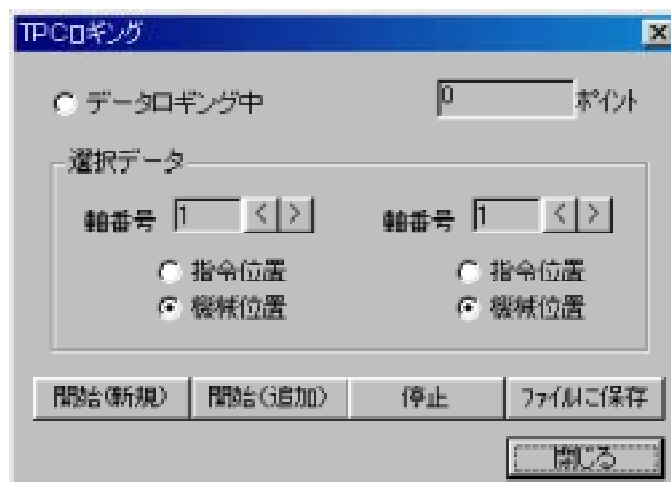 TPCロギング
データロギング中 0 ポイント
選択データ
軸番号 1 < > 軸番号 1 < >
指令位置 指令位置
機械位置 機械位置
開始(新規) 開始(追加) 停止 ファイルに保存
閉じる